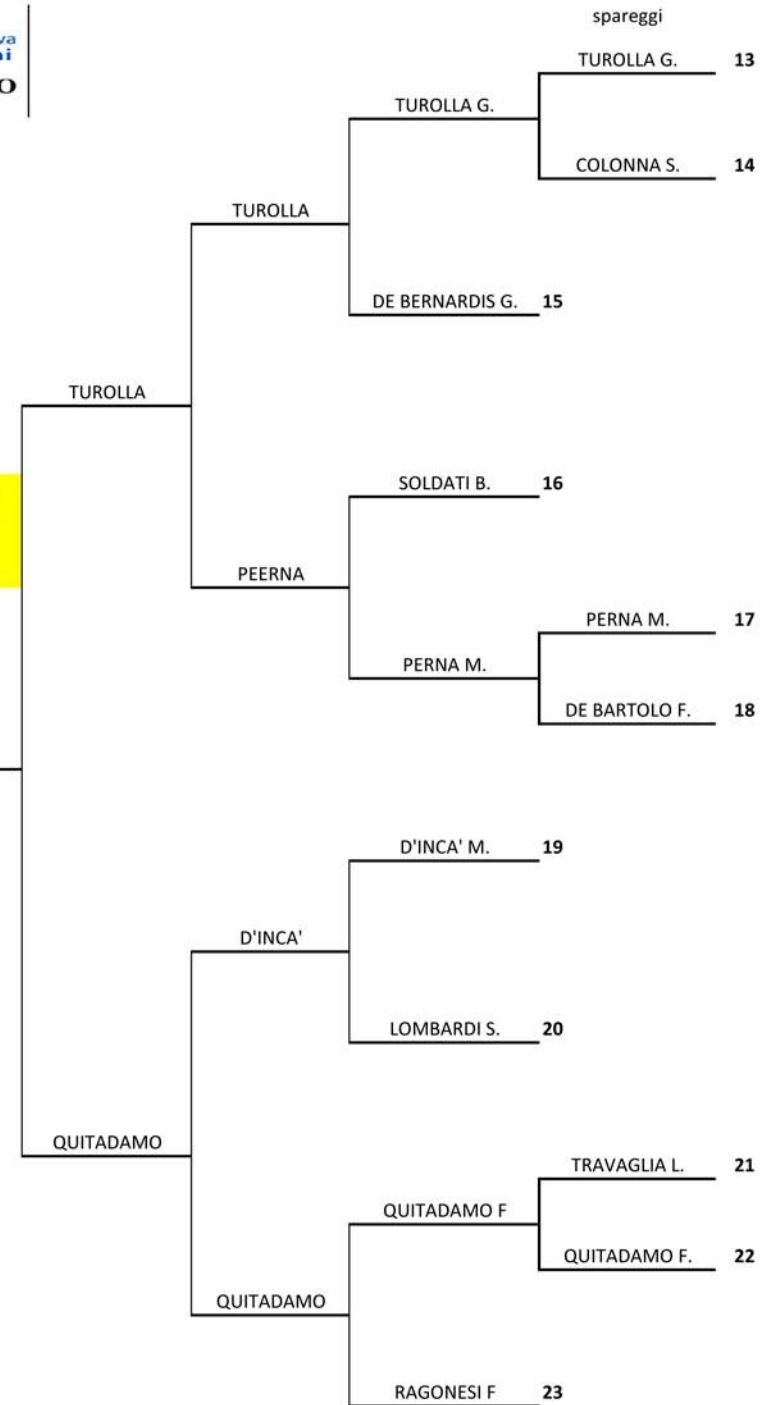 spareggi
TUROLLA G. 13
TUROLLA G.
COLONNA S. 14
TUROLLA
DE BERNARDIS G. 15
TUROLLA
SOLDATI B. 16
PEERNA
PERNA M. 17
PERNA M.
DE BARTOLO F. 18
D'INCA' M. 19
D'INCA'
LOMBARDI S. 20
QUITADAMO
TRAVAGLIA L. 21
QUITADAMO F
QUITADAMO F. 22
QUITADAMO
RAGONESI F 23